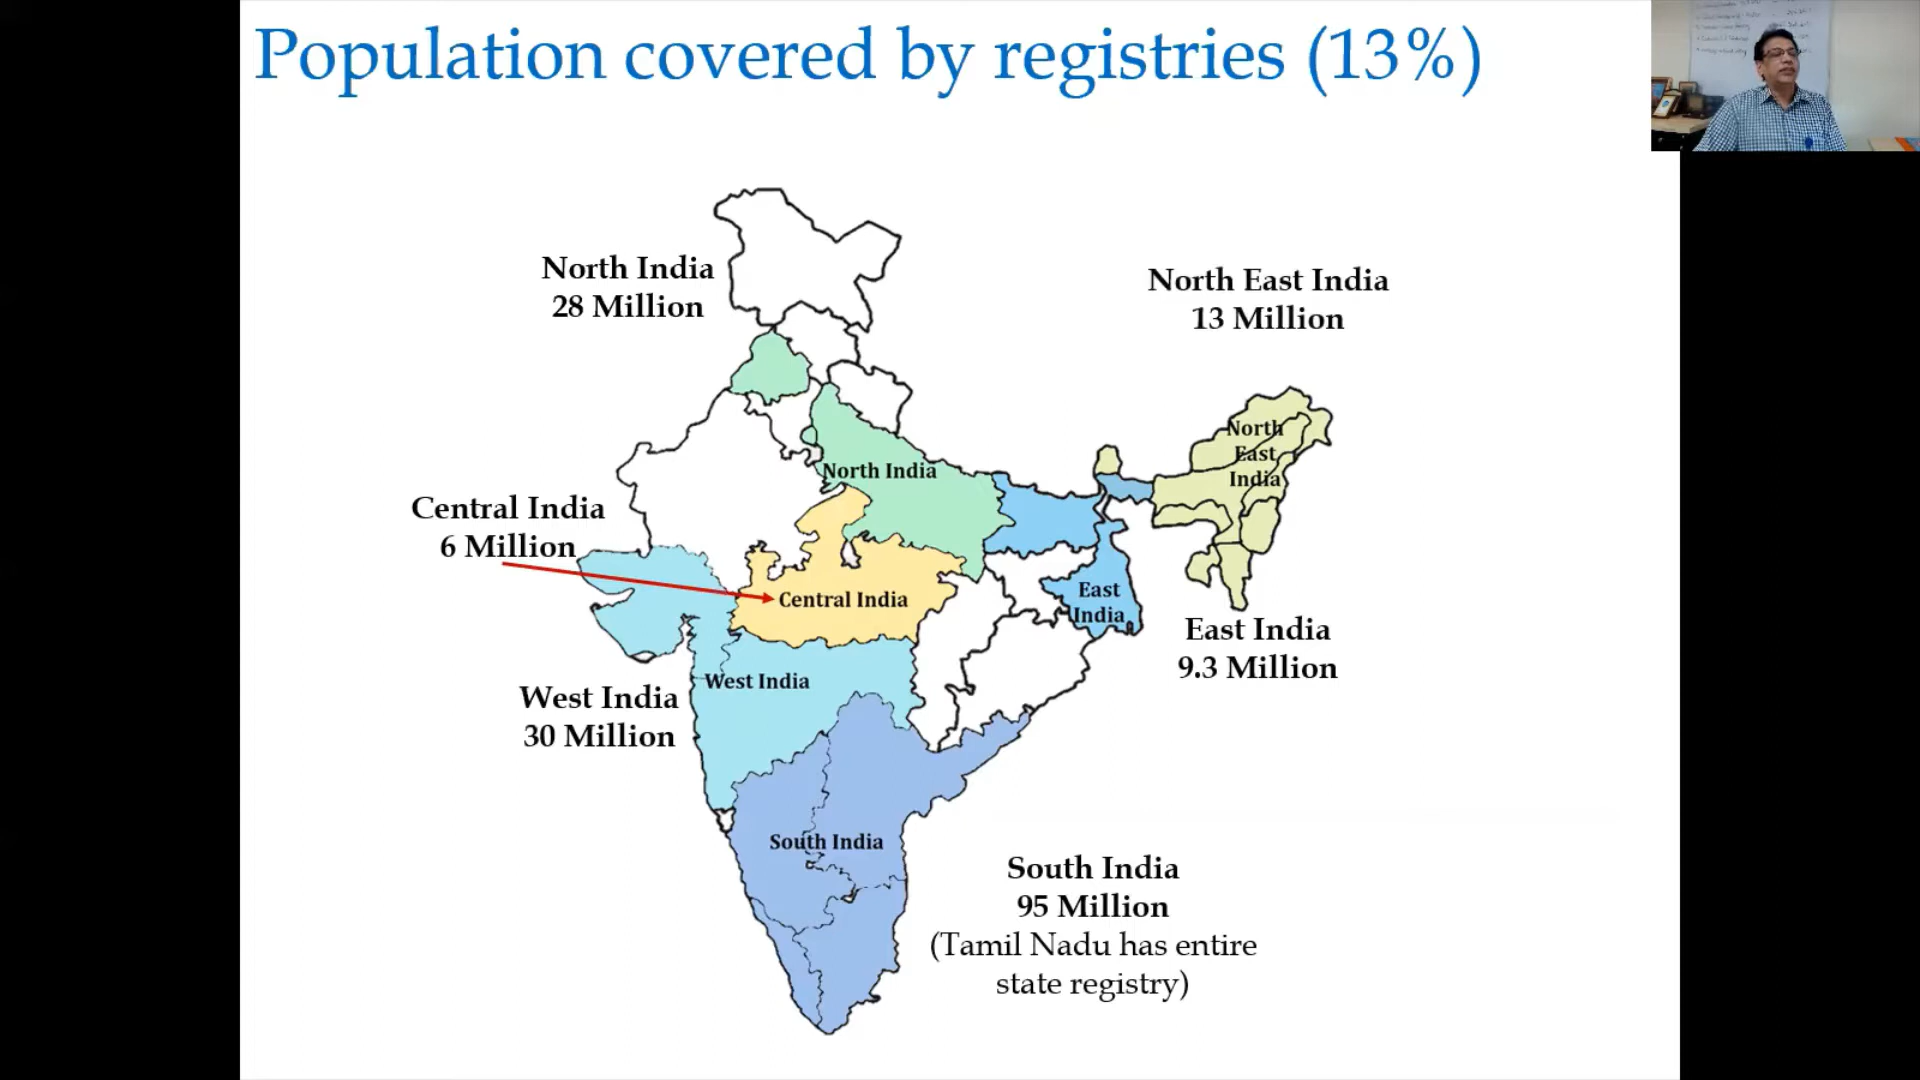 Population covered by registries (13%)
North India
28 Million
North East India
13 Million
North
East
India
North India
Central India
6 Million
Central India
East
India
East India
9.3 Million
West India
West India
30 Million
South India
South India
95 Million
(Tamil Nadu has entire
state registry)